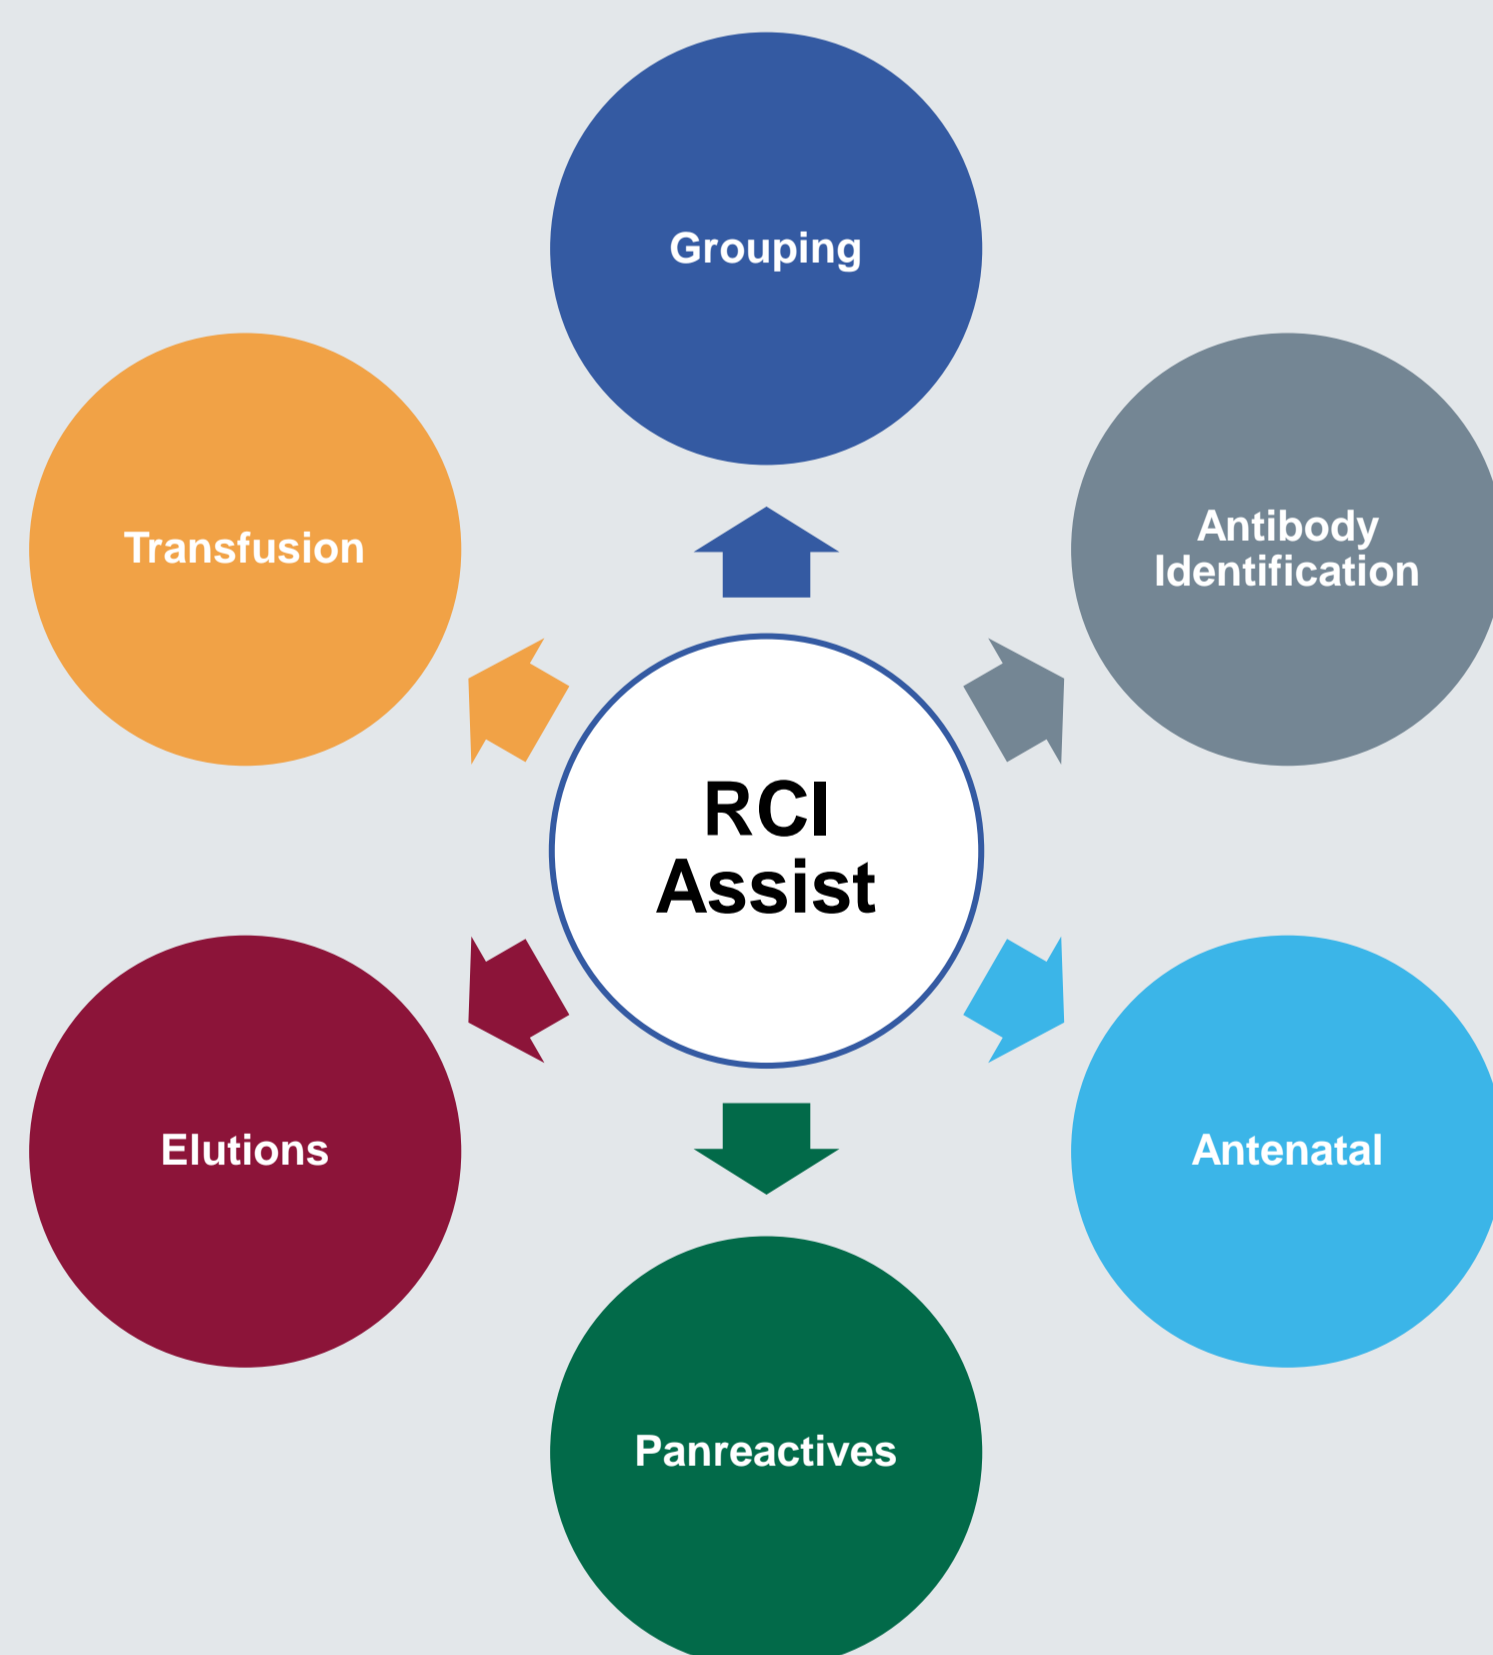 Grouping
Transfusion
Antibody
Identification
RCI
Assist
Elutions
Antenatal
Panreactives